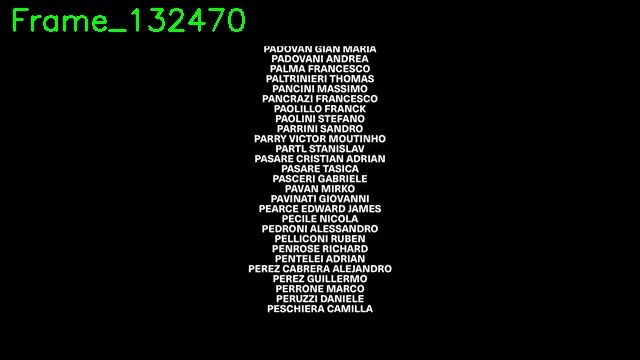 Frame_132470
PADOVAN GIAN MARIA
PADOVANI ANDREA
PALMA FRANCESCO
PALTRINIERI THOMAS
PANCINI MASSIMO
PANCRAZI FRANCESCO
PAOLILLO FRANCK
PAOLINI STEFANO
PARRINI SANDRO
PARRY VICTOR MOUTINHO
PARTL STANISLAV
PASARE CRISTIAN ADRIAN
PASARE TASICA
PASCERI GABRIELE
PAVAN MIRKO
PAVINATI GIOVANNI
PEARCE EDWARD JAMES
PECILE NICOLA
PEDRONI ALESSANDRO
PELLICONI RUBEN
PENROSE RICHARD
PENTELEI ADRIAN
PEREZ CABRERA ALEJANDRO
PEREZ GUILLERMO
PERRONE MARCO
PERUZZI DANIELE
PESCHIERA CAMILLA